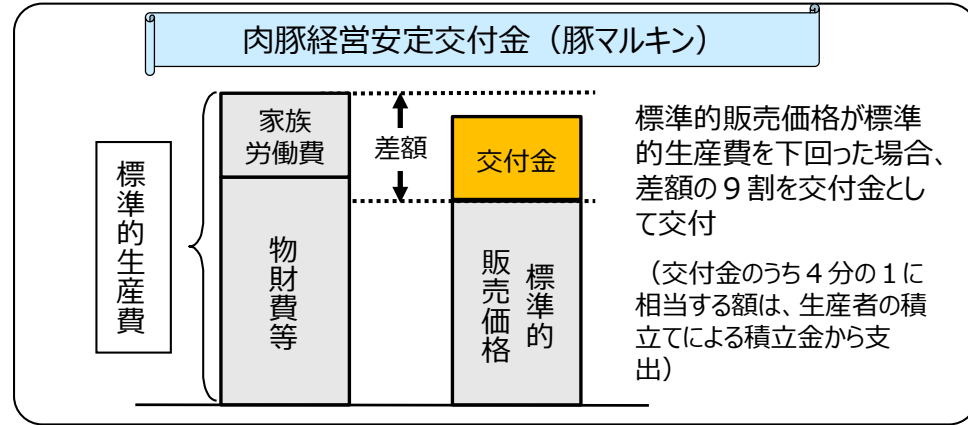 肉豚経営安定交付金（豚マルキン）
標準的生産費
家族
労働費
物財費等
差額
交付金
標準的
販売価格
標準的販売価格が標準
的生産費を下回った場合、
差額の９割を交付金とし
て交付
（交付金のうち４分の１に
相当する額は、生産者の積
立てによる積立金から支
出）